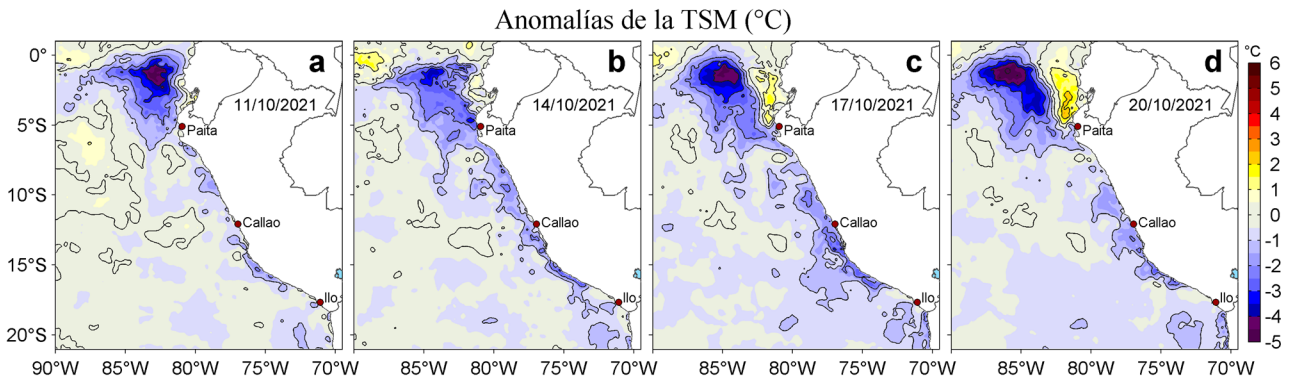 Anomalías de la TSM (°C)
a
11/10/2021
Paita
Callao
Ilo
b
14/10/2021
Paita
Callao
Ilo
c
17/10/2021
Paita
Callao
Ilo
d
20/10/2021
Paita
Callao
Ilo
0°
5°S
10°S
15°S
20°S
90°W 85°W 80°W 75°W 70°W
85°W 80°W 75°W 70°W
85°W 80°W 75°W 70°W
85°W 80°W 75°W 70°W
°C
6
5
4
3
2
1
0
-1
-2
-3
-4
-5